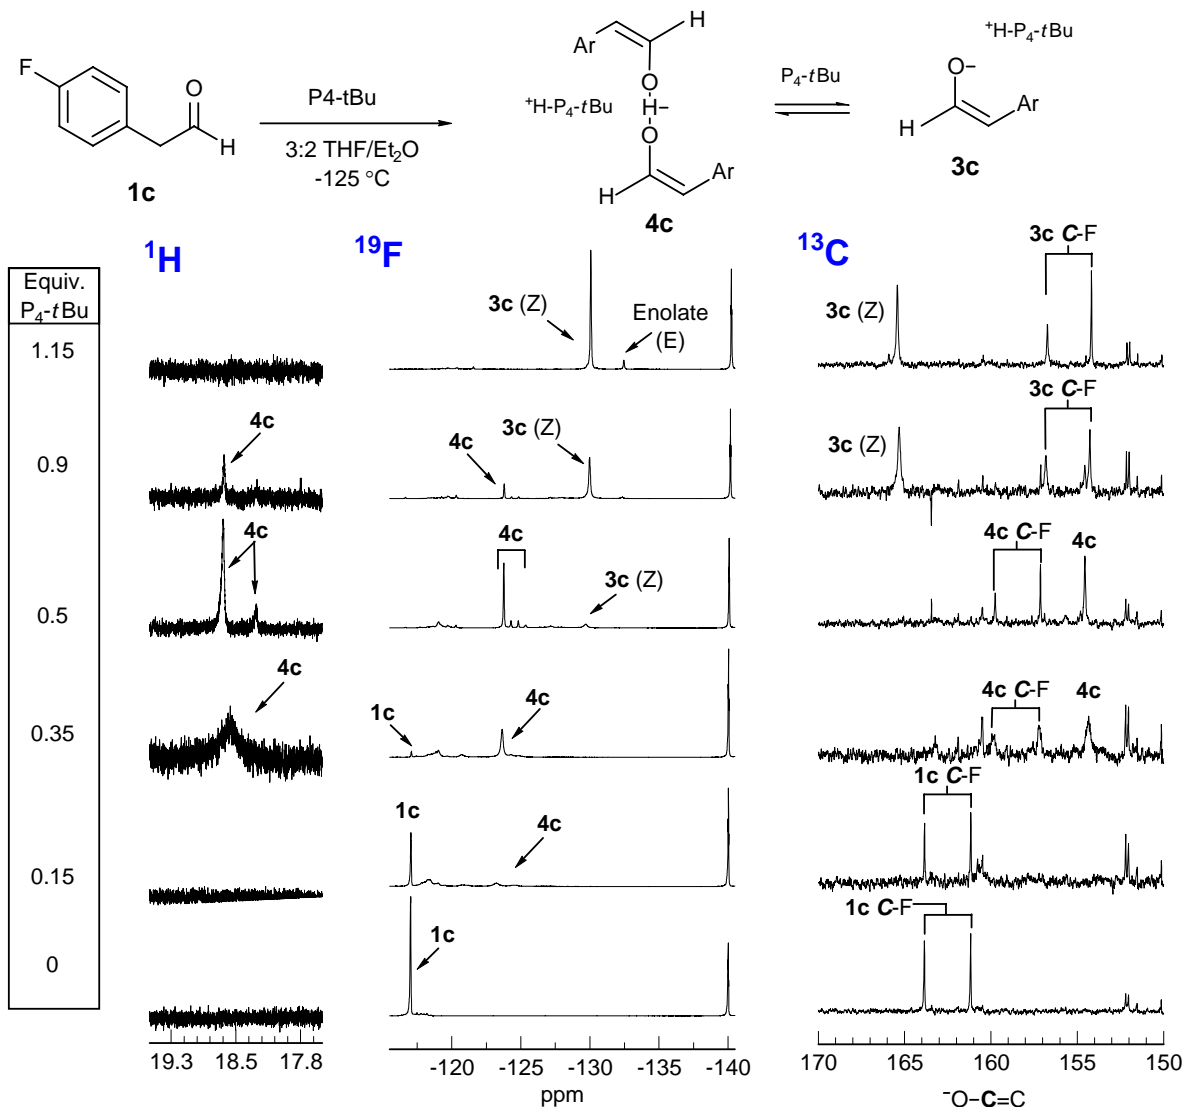 H
Ar
O
H–
O
H
Ar
4c
+H-P4-tBu
F
O
H
1c
P4-tBu
3:2 THF/Et2O
-125 °C
P4-tBu
+H-P4-tBu
O–
H
Ar
3c
1H
19F
13C
Equiv.
P4-tBu
1.15
0.9
0.5
0.35
0.15
0
4c
4c
4c
19.3 18.5 17.8
3c (Z)
Enolate
(E)
4c
3c (Z)
4c
3c (Z)
1c
4c
1c
4c
1c
-120 -125 -130 -135 -140
ppm
3c C-F
3c (Z)
3c C-F
3c (Z)
4c C-F
4c
4c C-F
4c
1c C-F
1c C-F
170 165 160 155 150
–O–C=C